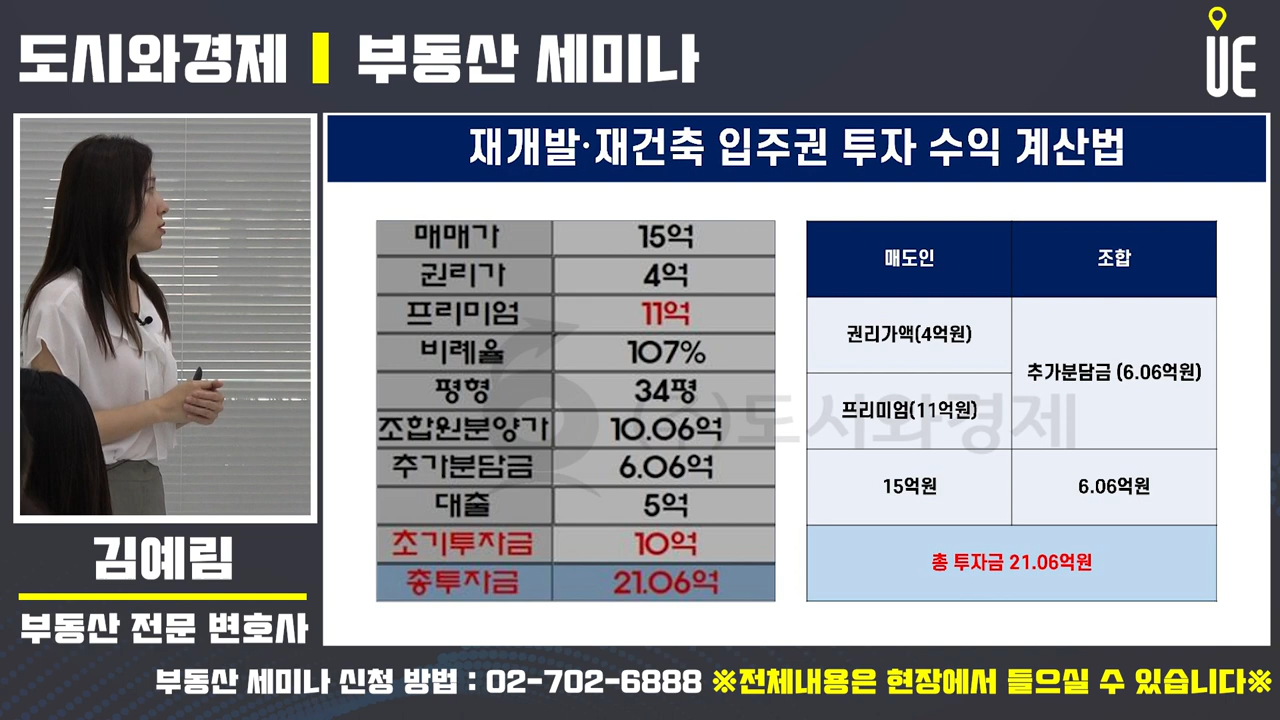 도시와경제 부동산 세미나
UE
재개발·재건축 입주권 투자 수익 계산법
매매가 15억
권리가 4억
프리미엄 11억
비례율 107%
평형 34평
조합원분양가 10.06억
추가분담금 6.06억
대출 5억
초기투자금 10억
총투자금 21.06억
매도인 조합
권리가액(4억원)
추가분담금 (6.06억원)
프리미엄(11억원)
15억원 6.06억원
총 투자금 21.06억원
(주)도시와경제
김예림
부동산 전문 변호사
부동산 세미나 신청 방법 : 02-702-6888 ※전체내용은 현장에서 들으실 수 있습니다※